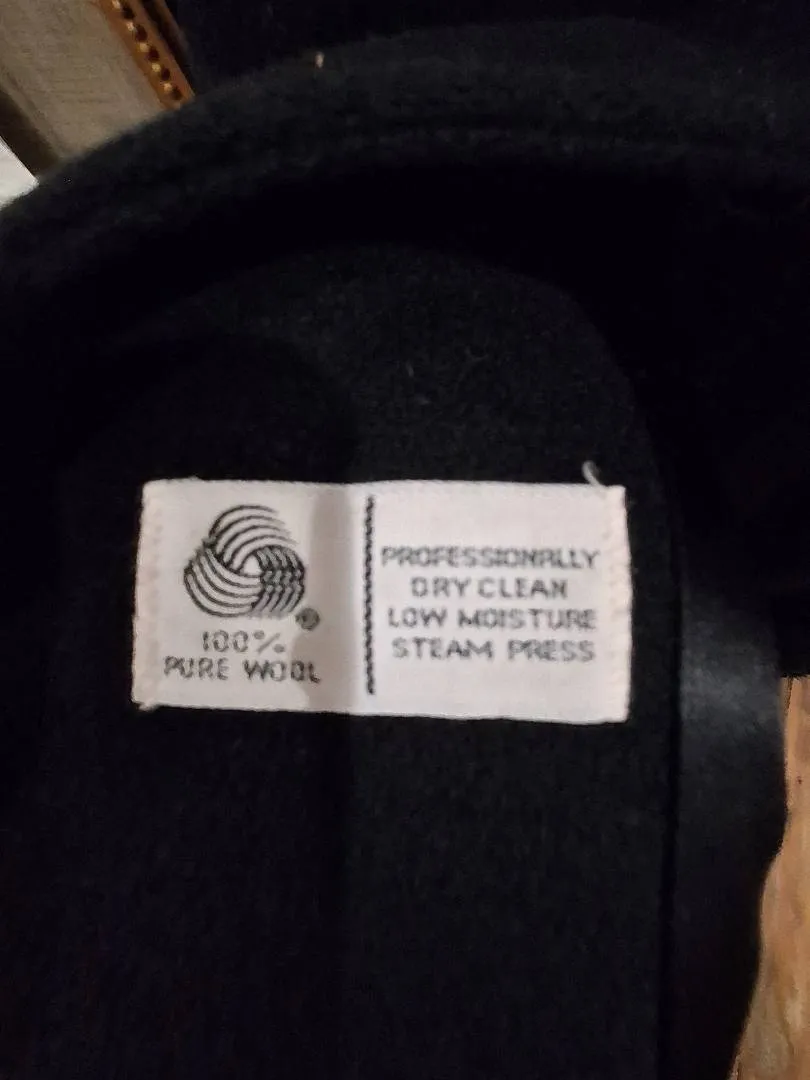 ®
100%
PURE WOOL
PROFESSIONALLY
DRY CLEAN
LOW MOISTURE
STEAM PRESS